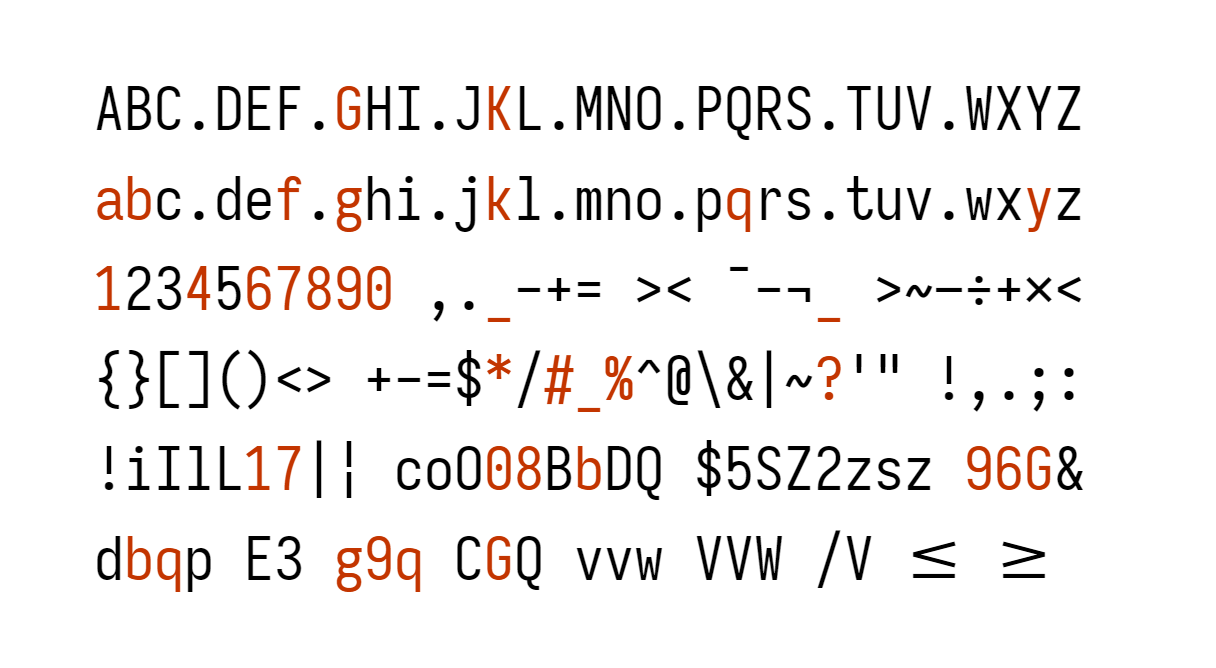 ABC.DEF.GHI.JKL.MNO.PQRS.TUV.WXYZ
abc.def.ghi.jkl.mno.pqrs.tuv.wxyz
1234567890 ,._-+= >< ¯-¬_ >~−÷+×<
{}[]()<> +-=$*/#_%^@\&|~?'" !,.;:
!iIlL17|¦ coO08BbDQ $5SZ2zsz 96G&
dbqp E3 g9q CGQ vvw VVW /V ≤ ≥